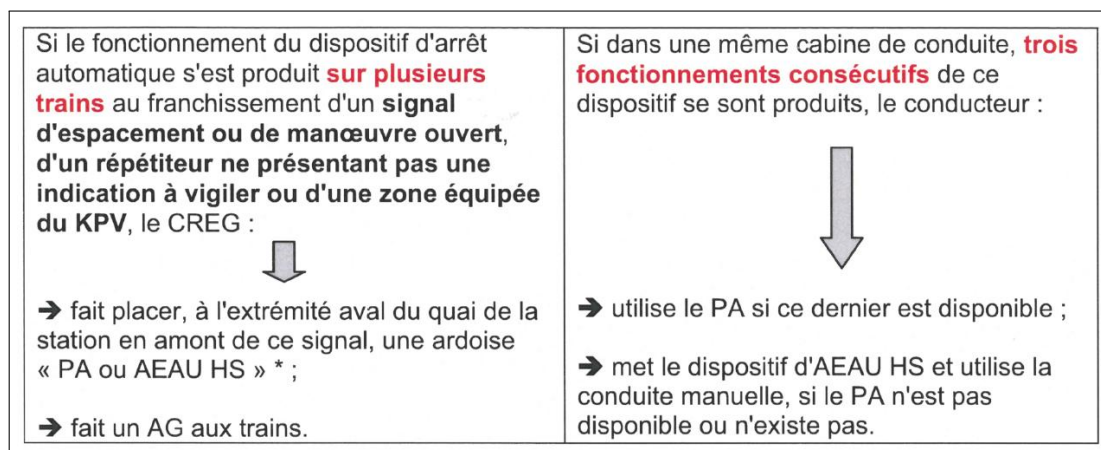 Si le fonctionnement du dispositif d'arrêt
automatique s'est produit sur plusieurs
trains au franchissement d'un signal
d'espacement ou de manœuvre ouvert,
d'un répétiteur ne présentant pas une
indication à vigiler ou d'une zone équipée
du KPV, le CREG :
➔ fait placer, à l'extrémité aval du quai de la
station en amont de ce signal, une ardoise
« PA ou AEAU HS » * ;
➔ fait un AG aux trains.
Si dans une même cabine de conduite, trois
fonctionnements consécutifs de ce
dispositif se sont produits, le conducteur :
➔ utilise le PA si ce dernier est disponible ;
➔ met le dispositif d'AEAU HS et utilise la
conduite manuelle, si le PA n'est pas
disponible ou n'existe pas.